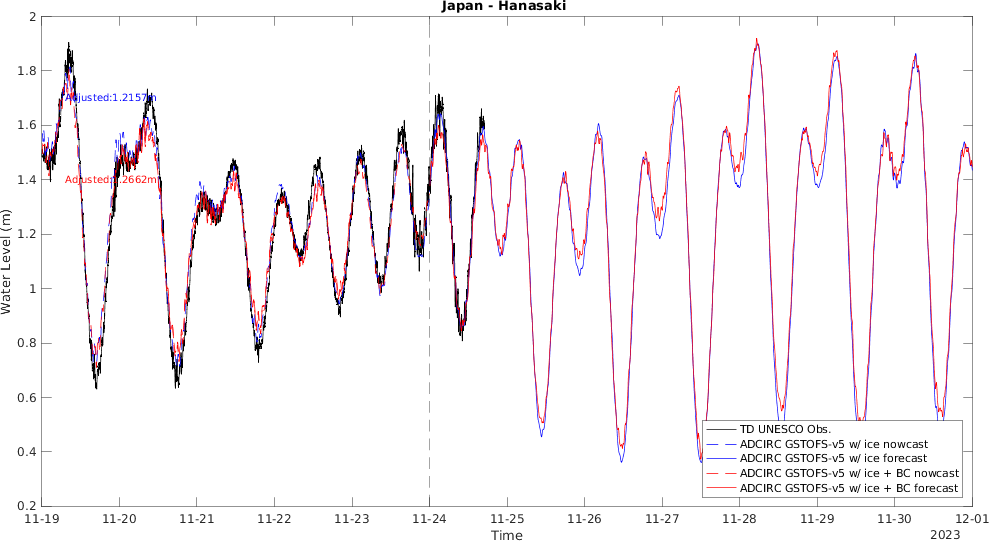 Japan - Hanasaki
2
1.8
1.6
1.4
1.2
1
0.8
0.6
0.4
0.2
Water Level (m)
Adjusted:1.2157m
TD UNESCO Obs.
ADCIRC GSTOFS-v5 w/ ice nowcast
ADCIRC GSTOFS-v5 w/ ice forecast
ADCIRC GSTOFS-v5 w/ ice + BC nowcast
ADCIRC GSTOFS-v5 w/ ice + BC forecast
11-19
11-20
11-21
11-22
11-23
11-24
11-25
11-26
11-27
11-28
11-29
11-30
12-01
Time
2023